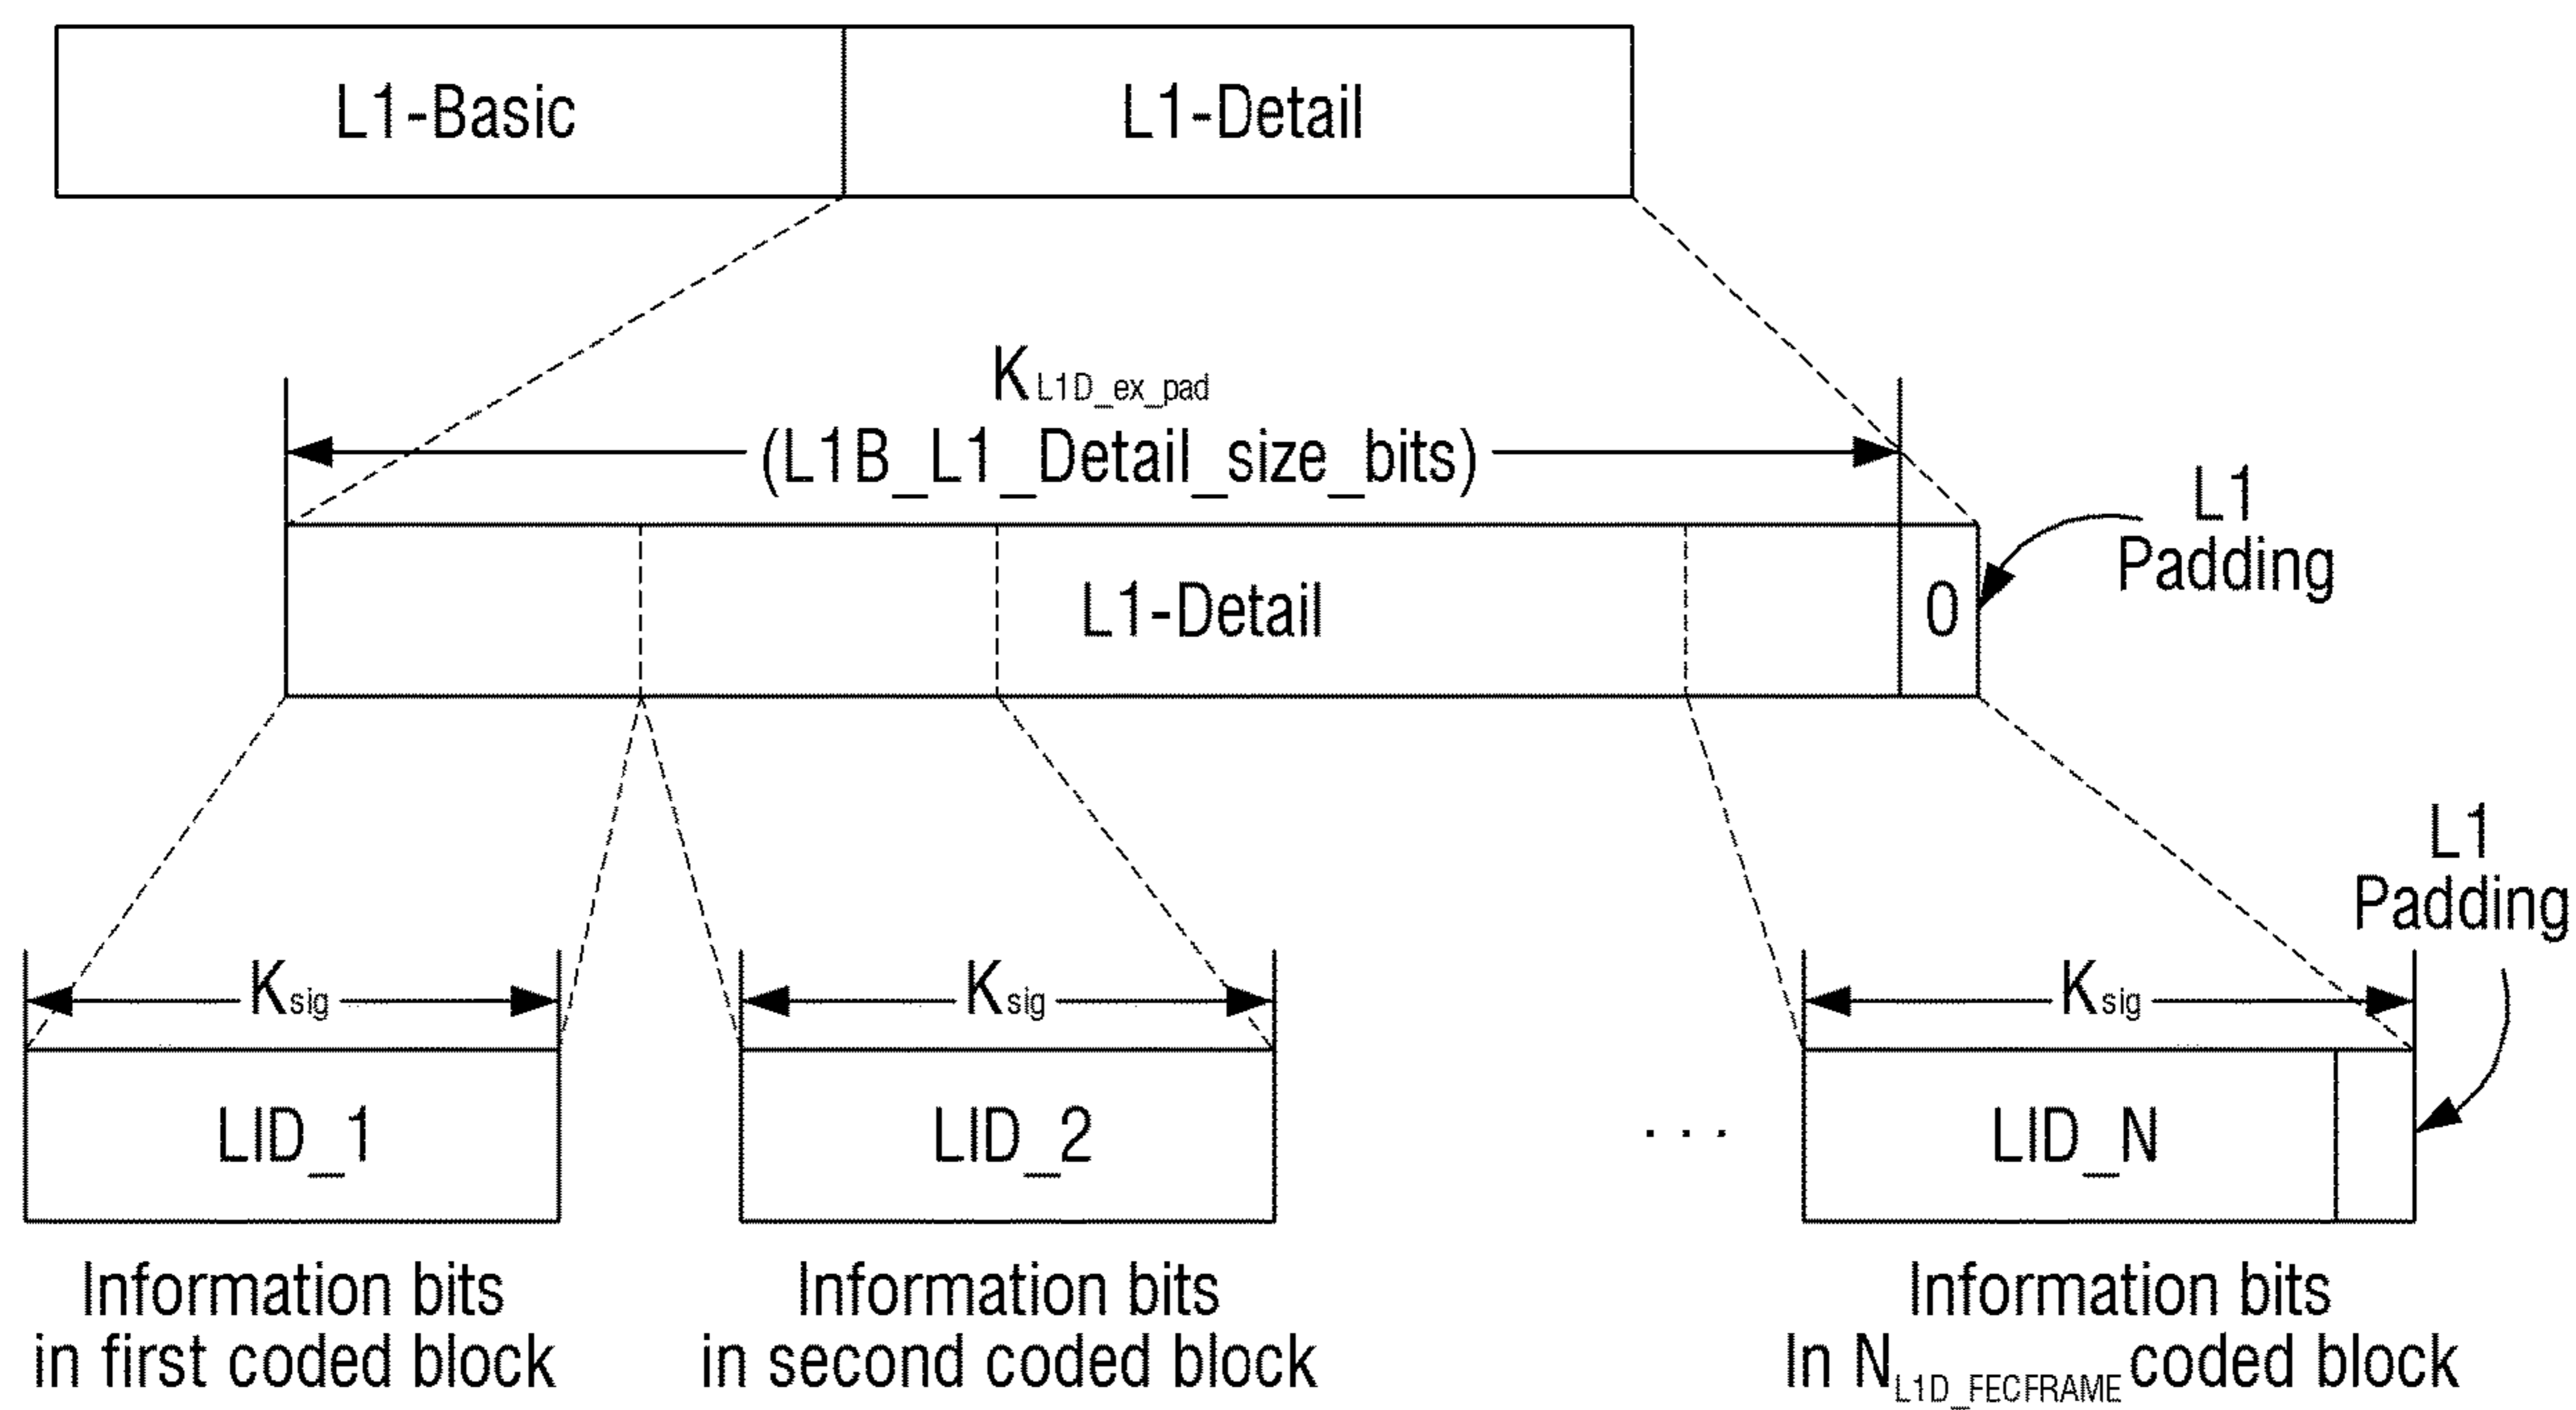 L1-Basic
L1-Detail
K L1D_ex_pad
(L1B_L1_Detail_size_bits)
L1
Padding
L1-Detail
0
L1
Padding
Ksig
Ksig
Ksig
LID_1
LID_2
. . .
LID_N
Information bits
in first coded block
Information bits
in second coded block
Information bits
In NL1D_FECFRAME coded block